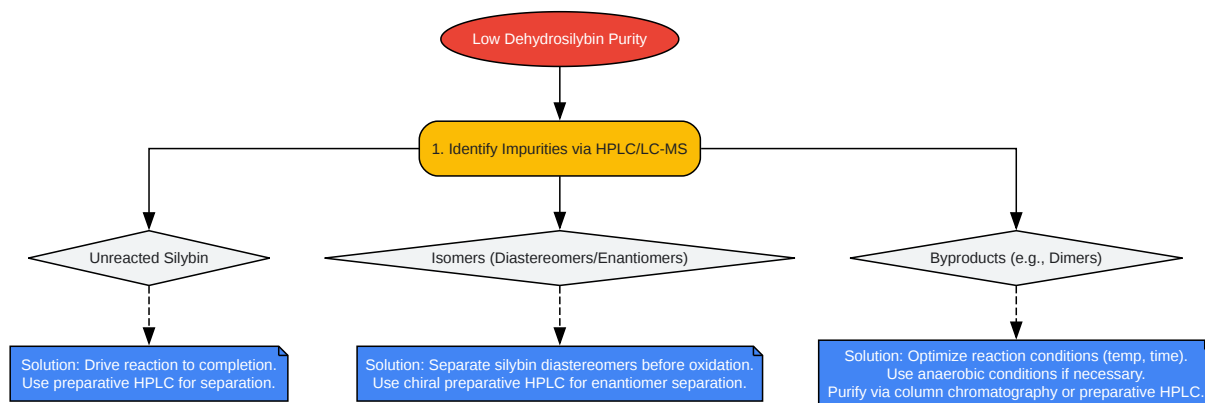 Low Dehydrosilybin Purity
1. Identify Impurities via HPLC/LC-MS
Unreacted Silybin
Isomers (Diastereomers/Enantiomers)
Byproducts (e.g., Dimers)
Solution: Drive reaction to completion.
Use preparative HPLC for separation.
Solution: Separate silybin diastereomers before oxidation.
Use chiral preparative HPLC for enantiomer separation.
Solution: Optimize reaction conditions (temp, time).
Use anaerobic conditions if necessary.
Purify via column chromatography or preparative HPLC.